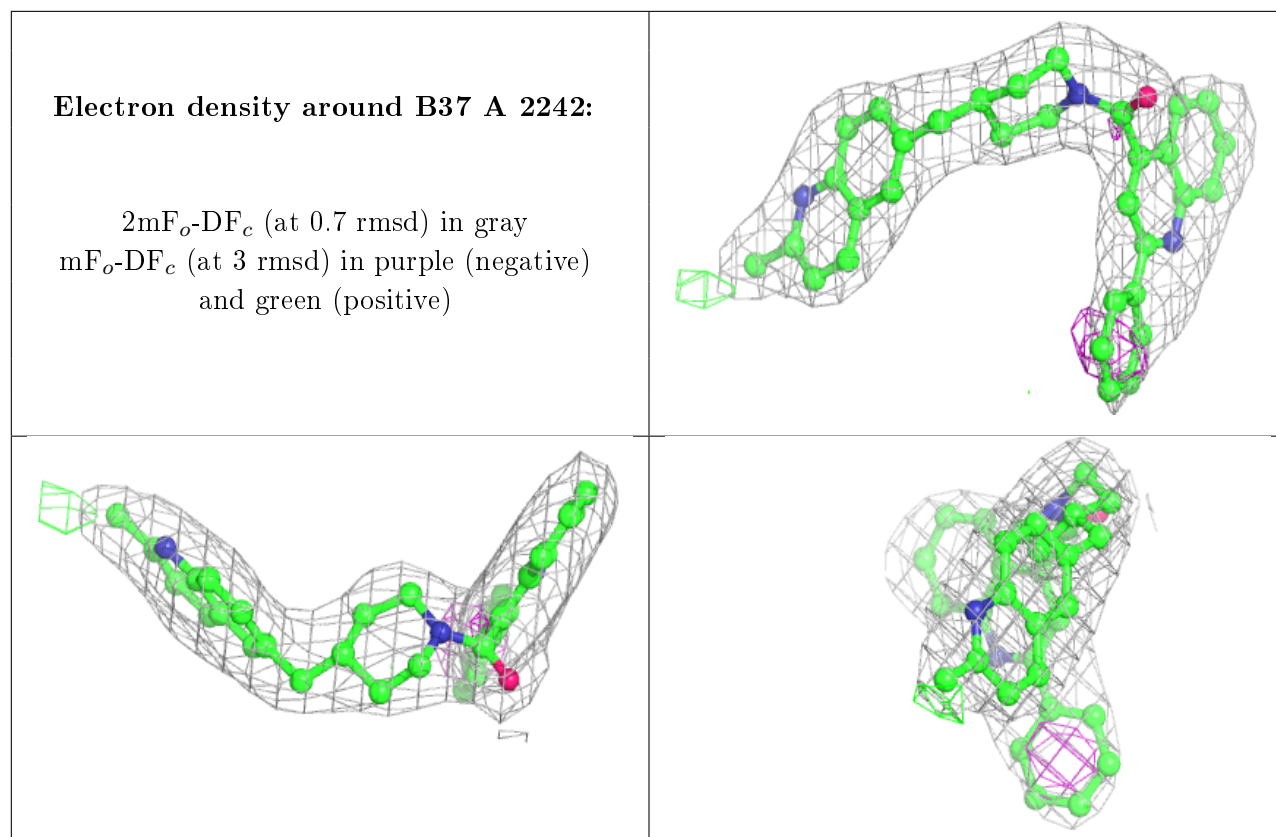 Electron density around B37 A 2242:
2mFₒ-DF𝒸 (at 0.7 rmsd) in gray
mFₒ-DF𝒸 (at 3 rmsd) in purple (negative)
and green (positive)